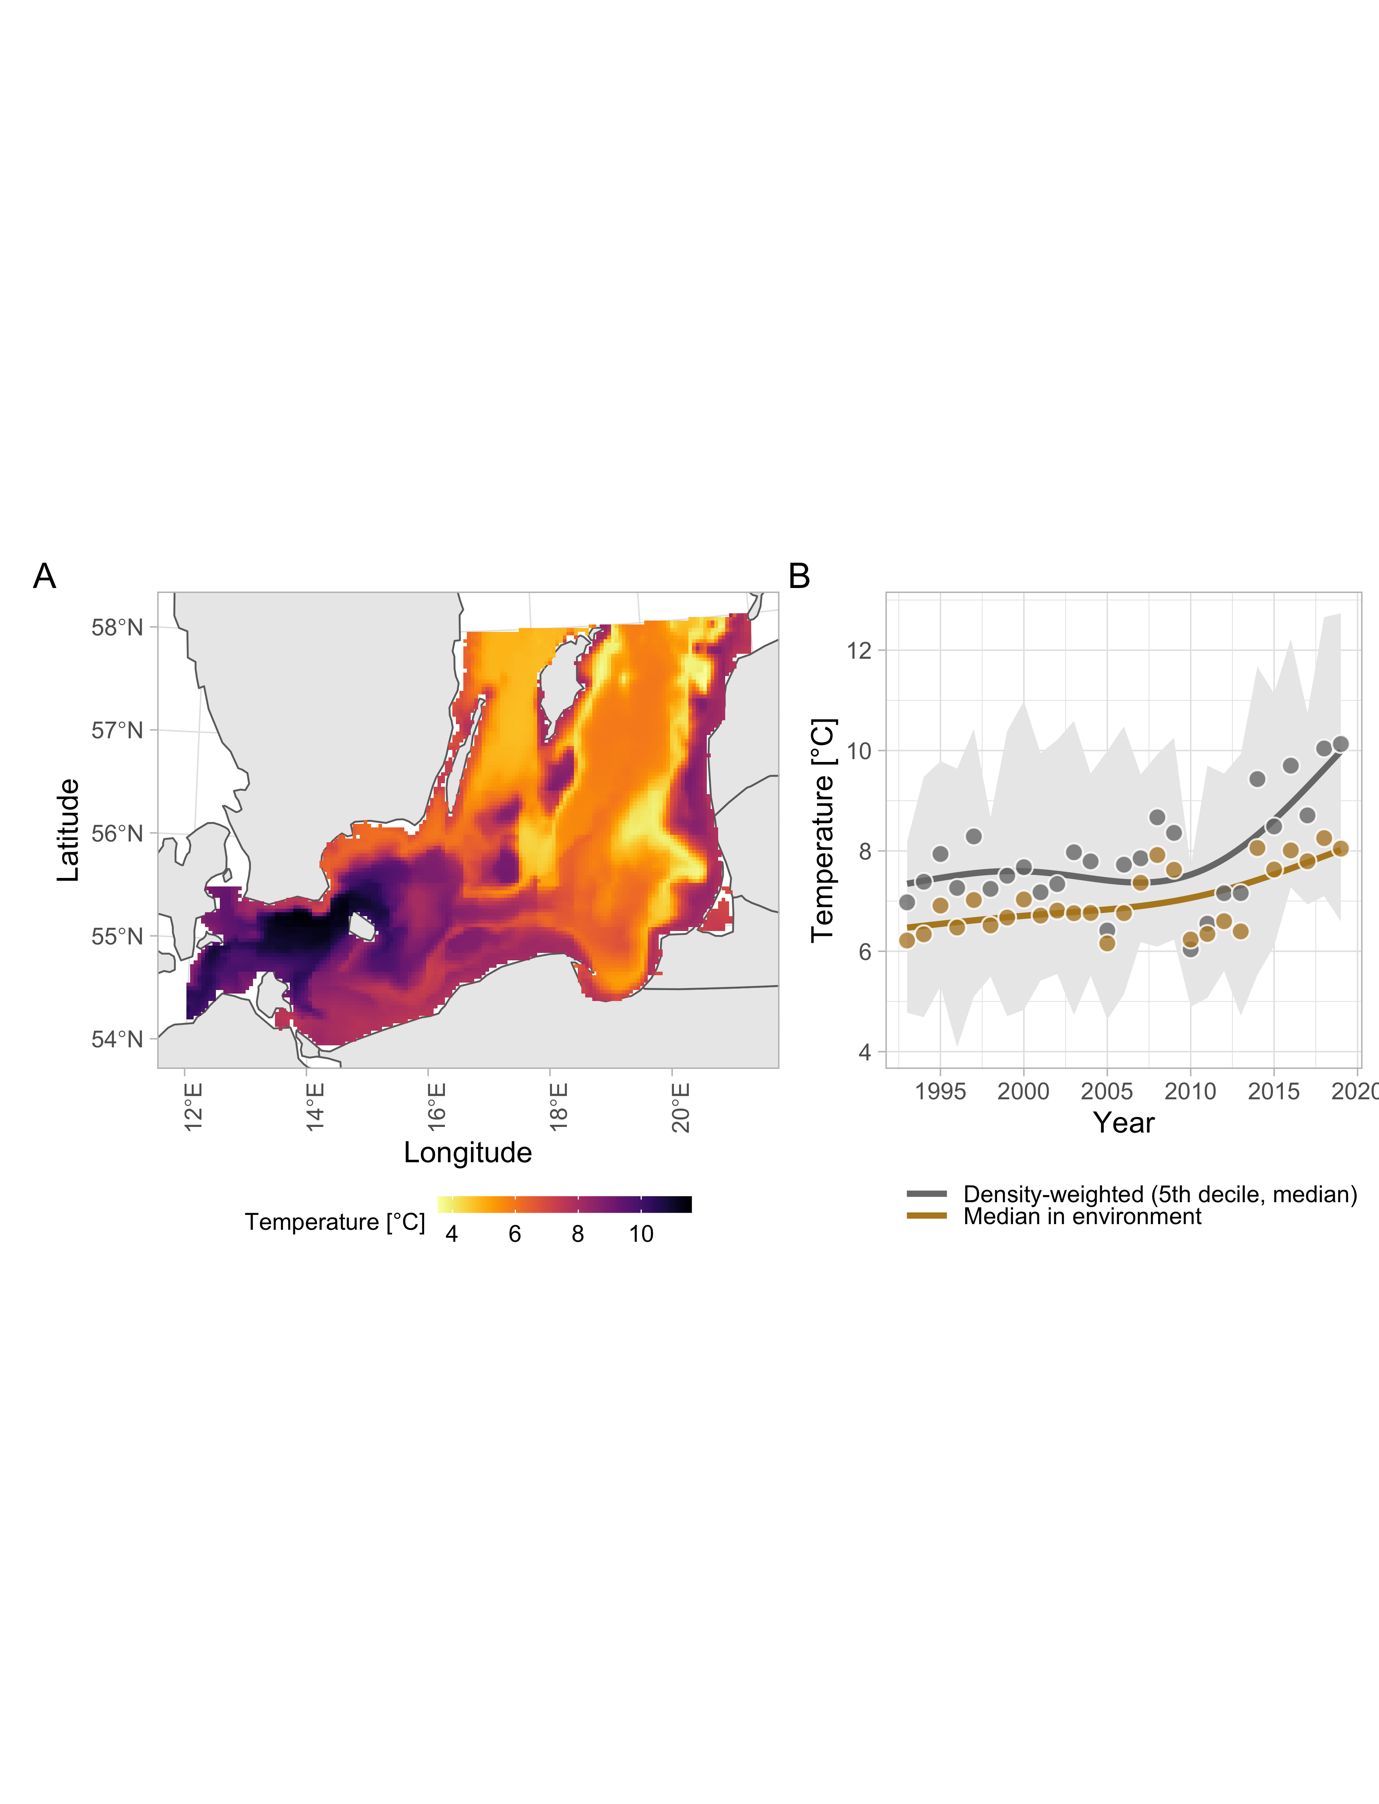 A
B
58°N
57°N
56°N
55°N
54°N
Latitude
12°E
14°E
16°E
18°E
20°E
Longitude
Temperature [°C]
4
6
8
10
12
10
8
6
4
Temperature [°C]
1995
2000
2005
2010
2015
2020
Year
Density-weighted (5th decile, median)
Median in environment